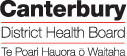 Canterbury
District Health Board
Te Poari Hauora ō Waitaha